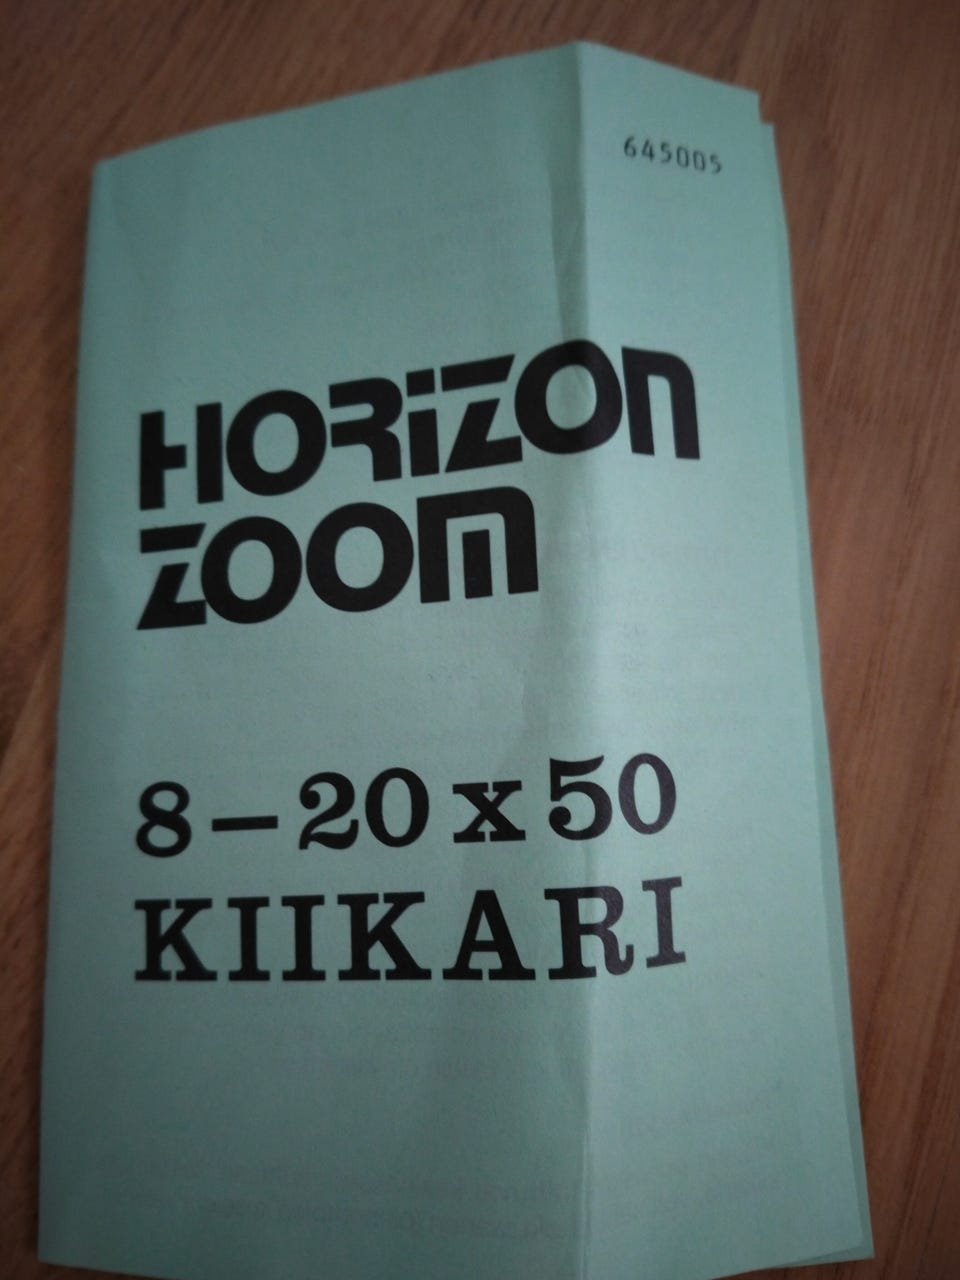 645005
HORIZON
ZOOM
8-20 x 50
KIIKARI